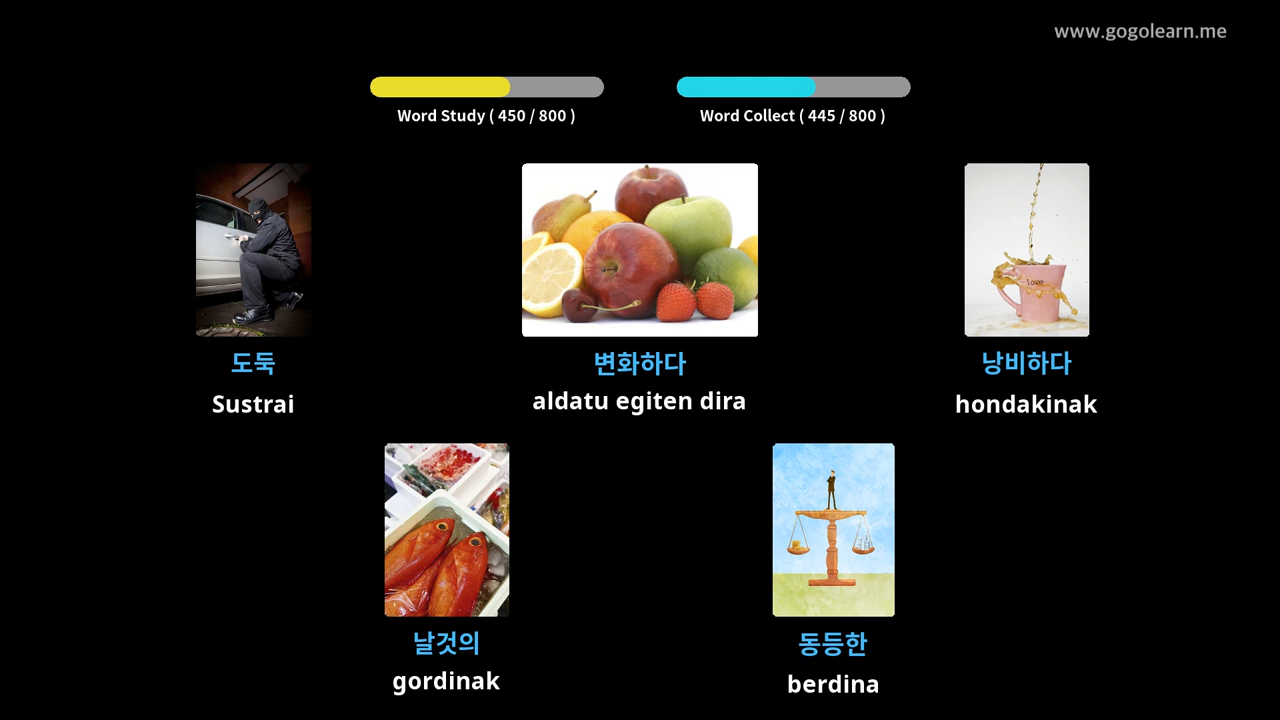 www.gogolearn.me
Word Study ( 450 / 800 )
Word Collect ( 445 / 800 )
Love
도둑
Sustrai
변화하다
aldatu egiten dira
낭비하다
hondakinak
날것의
gordinak
동등한
berdina